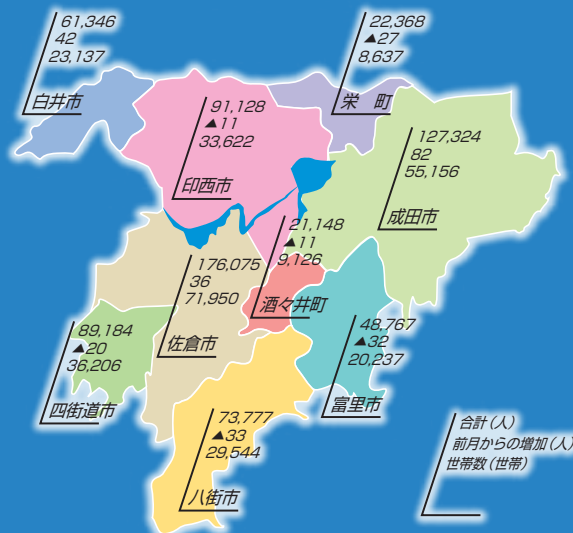 61,346
42
23,137
白井市
22,368
▲27
8,637
栄　町
91,128
▲11
33,622
印西市
127,324
82
55,156
成田市
21,148
▲11
9,126
酒々井町
176,075
36
71,950
佐倉市
89,184
▲20
36,206
四街道市
48,767
▲32
20,237
富里市
73,777
▲33
29,544
八街市
合計（人）
前月からの増加（人）
世帯数（世帯）